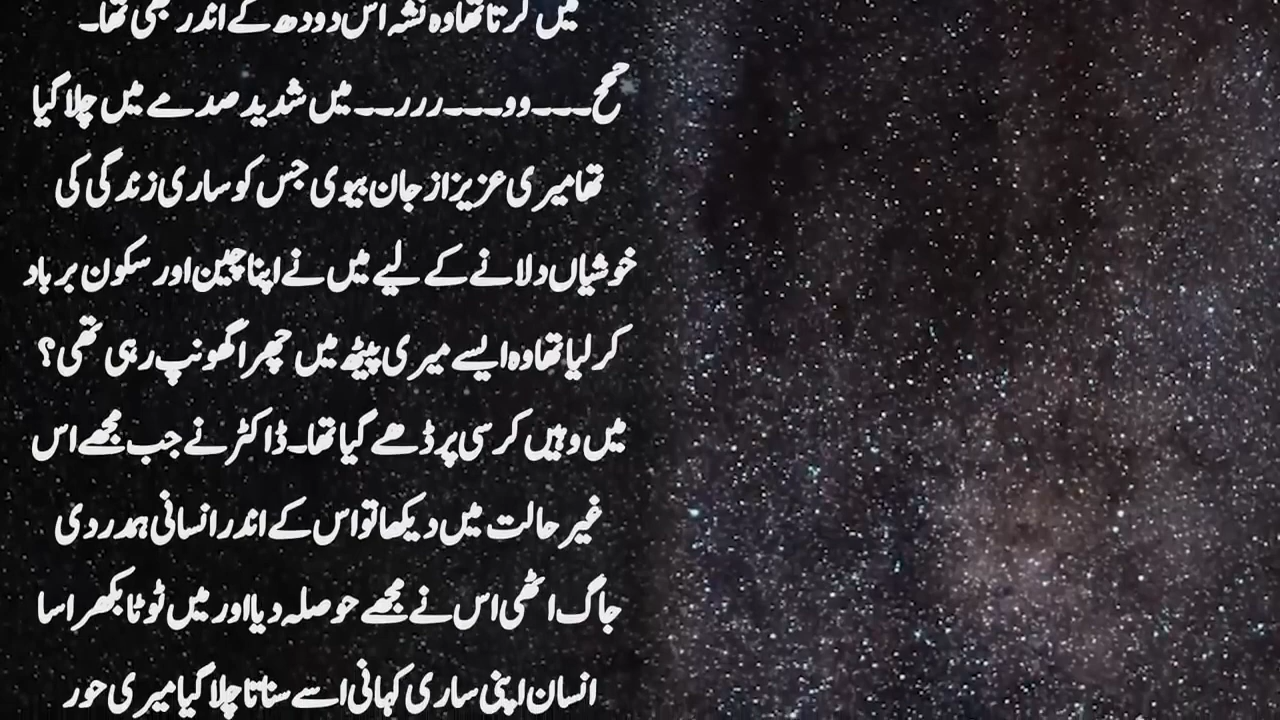 میں کرتا تھا وہ نشہ اس دودھ کے اندر بھی تھا۔
ححح۔۔۔۔وو۔۔۔۔ررر۔۔۔ میں شدید صدمے میں چلا گیا
تھا میری عزیز از جان بیوی جس کو ساری زندگی کی
خوشیاں دلانے کے لیے میں نے اپنا چین اور سکون برباد
کر لیا تھا وہ ایسے میری پیٹھ میں چھرا گھونپ رہی تھی؟
میں وہیں کرسی پر ڈھے گیا تھا۔ ڈاکٹر نے جب مجھے اس
غیر حالت میں دیکھا تو اس کے اندر انسانی ہمدردی
جاگ اٹھی اس نے مجھے حوصلہ دیا اور میں ٹوٹا بکھرا سا
انسان اپنی ساری کہانی اسے سناتا چلا گیا میری حور